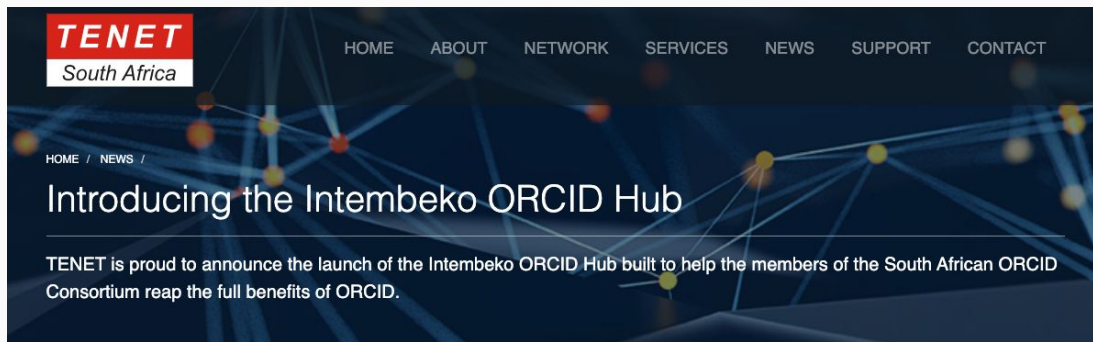 TENET
South Africa
HOME ABOUT NETWORK SERVICES NEWS SUPPORT CONTACT
HOME / NEWS /
Introducing the Intembeko ORCID Hub
TENET is proud to announce the launch of the Intembeko ORCID Hub built to help the members of the South African ORCID
Consortium reap the full benefits of ORCID.